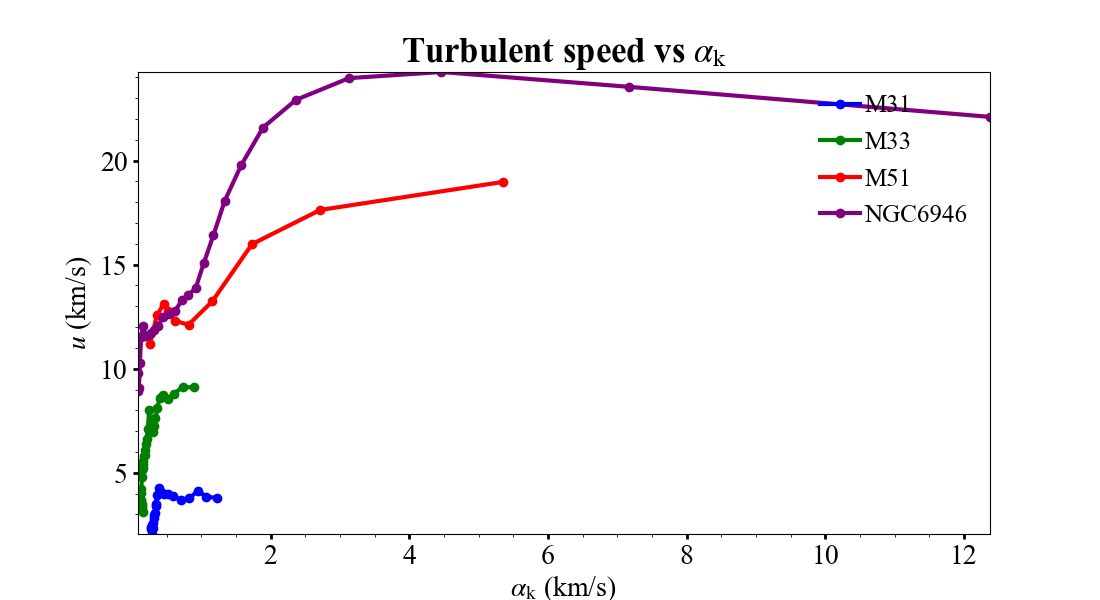 Turbulent speed vs αk
M31
M33
M51
NGC6946
20
15
10
5
u (km/s)
2 4 6 8 10 12
αk (km/s)